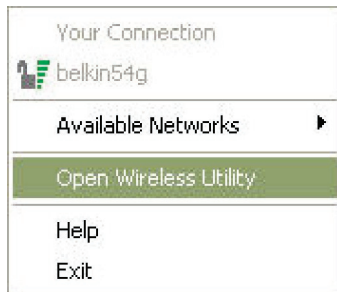 Your Connection
belkin54g
Available Networks
Open Wireless Utility
Help
Exit